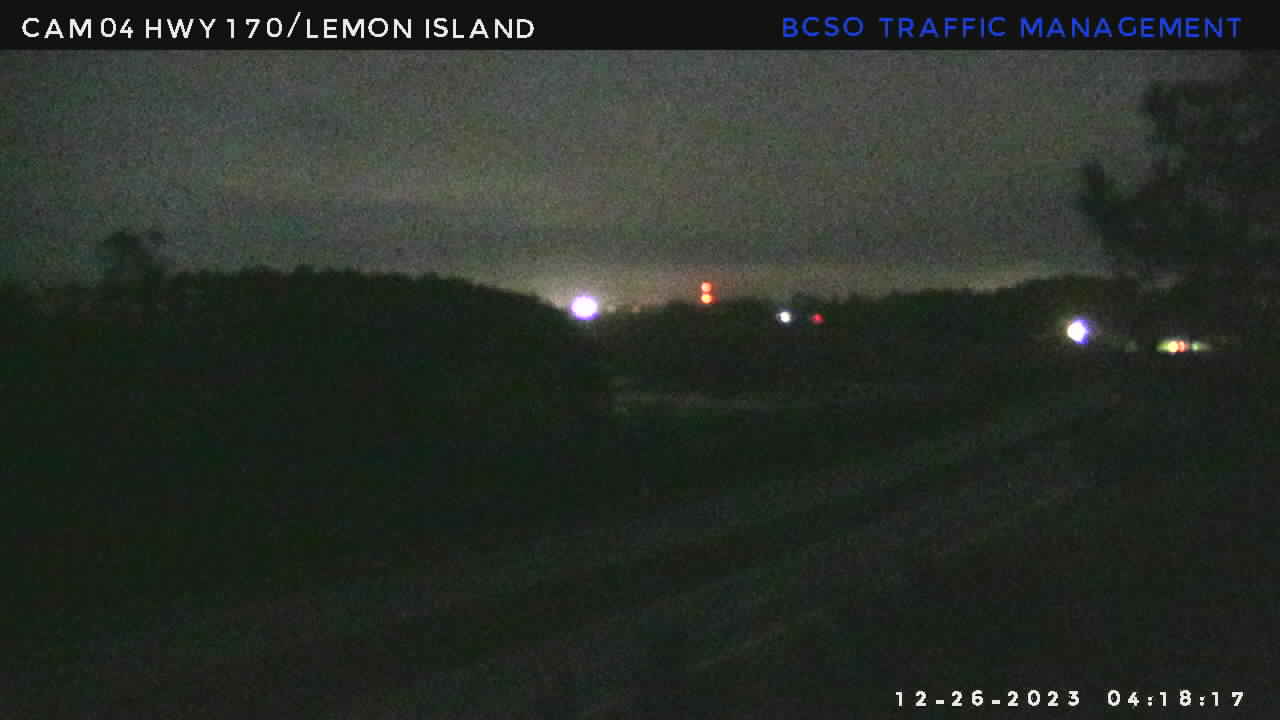 CAM04 HWY 170/LEMON ISLAND
BCSO TRAFFIC MANAGEMENT
12-26-2023 04:18:17